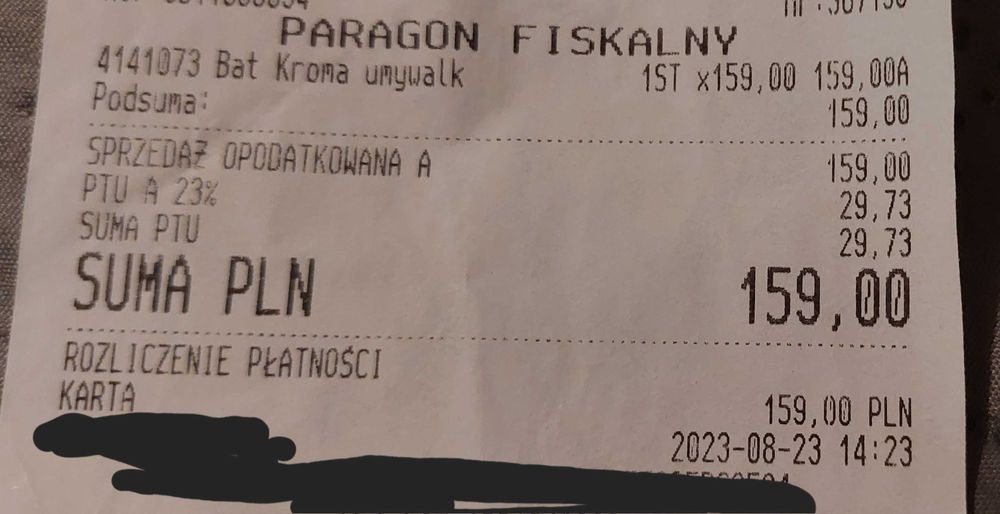 PARAGON FISKALNY
4141073 Bat Kroma umywalk 1ST x159,00 159,00A
Podsuma: 159,00
SPRZEDAŻ OPODATKOWANA A 159,00
PTU A 23% 29,73
SUMA PTU 29,73
SUMA PLN 159,00
ROZLICZENIE PŁATNOŚCI
KARTA 159,00 PLN
2023-08-23 14:23